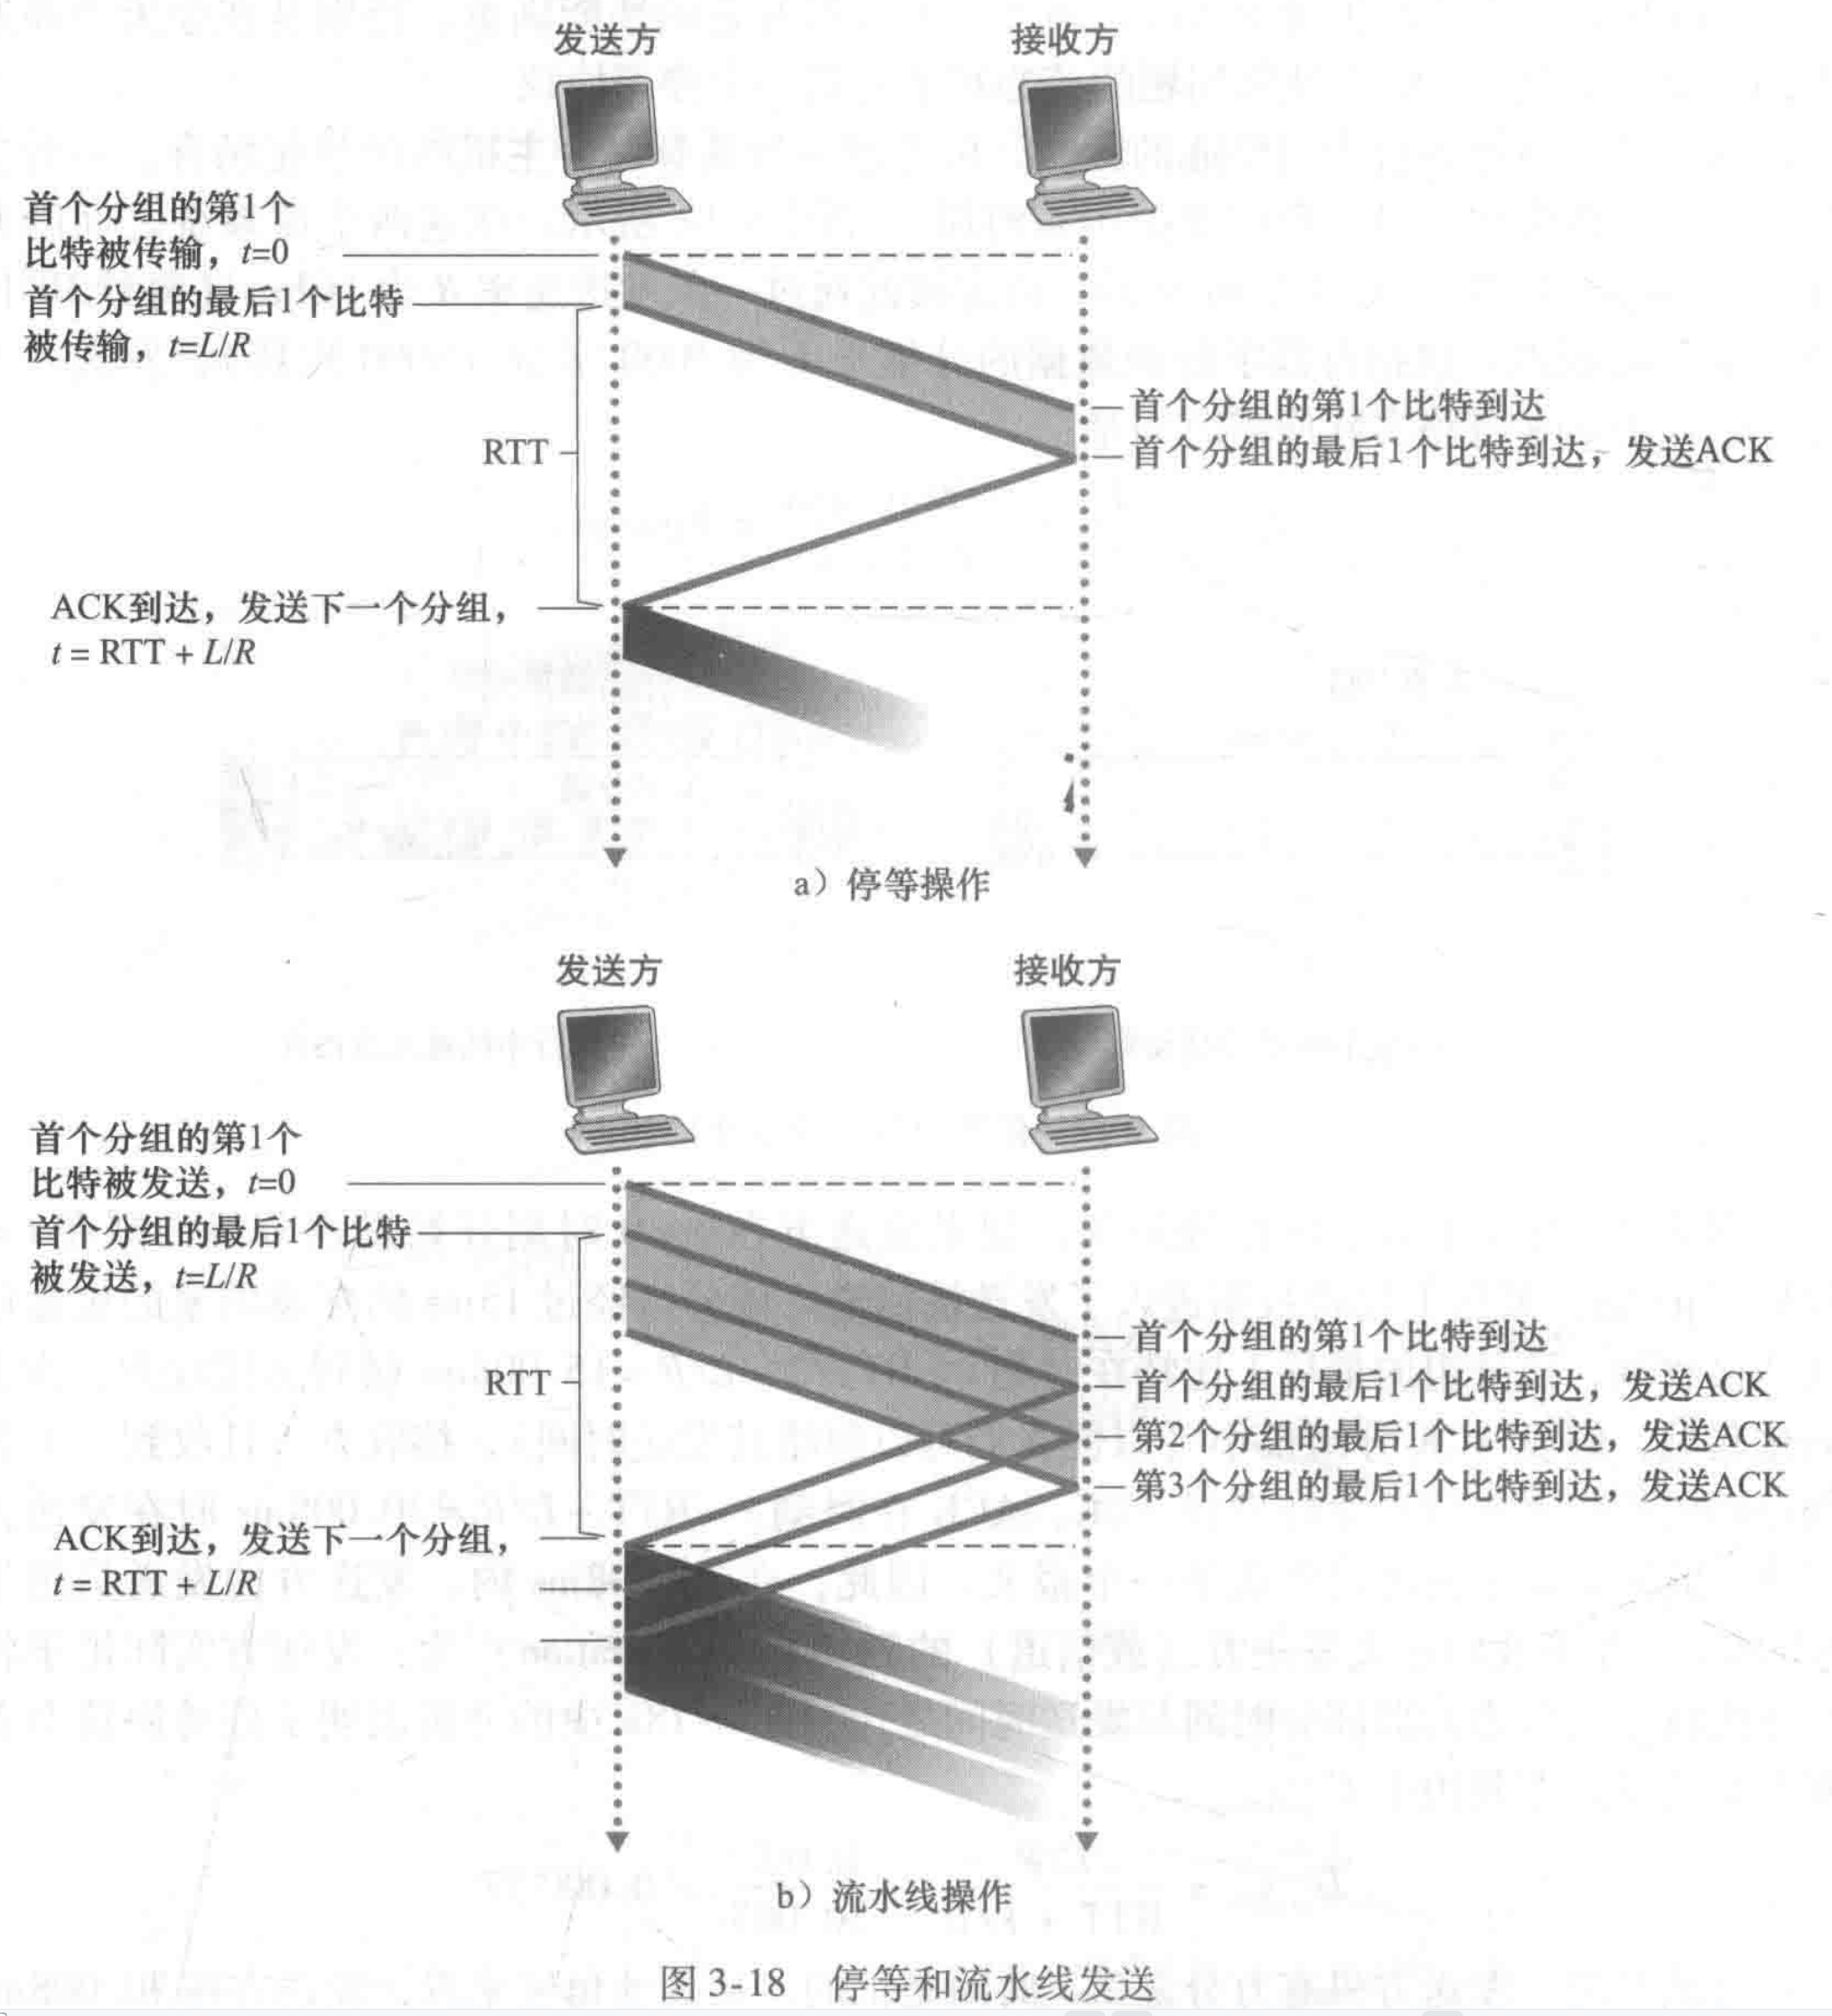 发送方 接收方
首个分组的第1个
比特被传输，t=0
首个分组的最后1个比特
被传输，t=L/R
首个分组的第1个比特到达
首个分组的最后1个比特到达，发送ACK
RTT
ACK到达，发送下一个分组，
t = RTT + L/R
a）停等操作
发送方 接收方
首个分组的第1个
比特被发送，t=0
首个分组的最后1个比特
被发送，t=L/R
首个分组的第1个比特到达
首个分组的最后1个比特到达，发送ACK
RTT
第2个分组的最后1个比特到达，发送ACK
第3个分组的最后1个比特到达，发送ACK
ACK到达，发送下一个分组，
t = RTT + L/R
b）流水线操作
图 3-18 停等和流水线发送